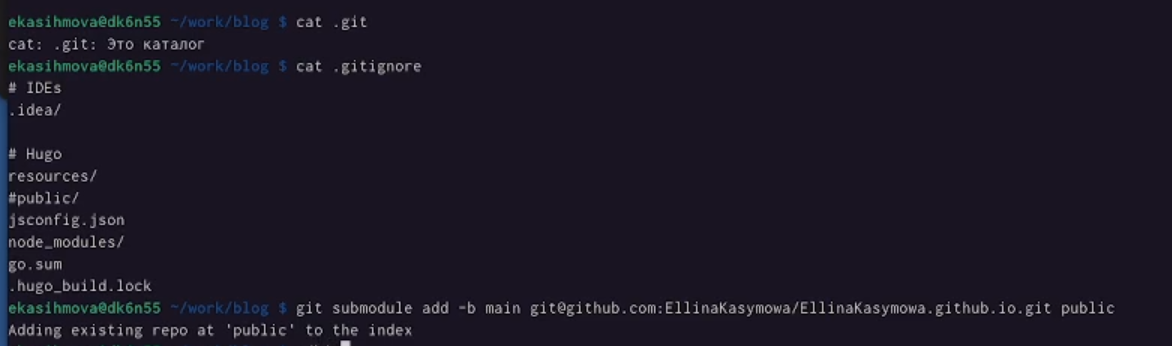 ekasihmova@dk6n55 ~/work/blog $ cat .git
cat: .git: Это каталог
ekasihmova@dk6n55 ~/work/blog $ cat .gitignore
# IDEs
.idea/
# Hugo
resources/
#public/
jsconfig.json
node_modules/
go.sum
.hugo_build.lock
ekasihmova@dk6n55 ~/work/blog $ git submodule add -b main git@github.com:EllinaKasymowa/EllinaKasymowa.github.io.git public
Adding existing repo at 'public' to the index